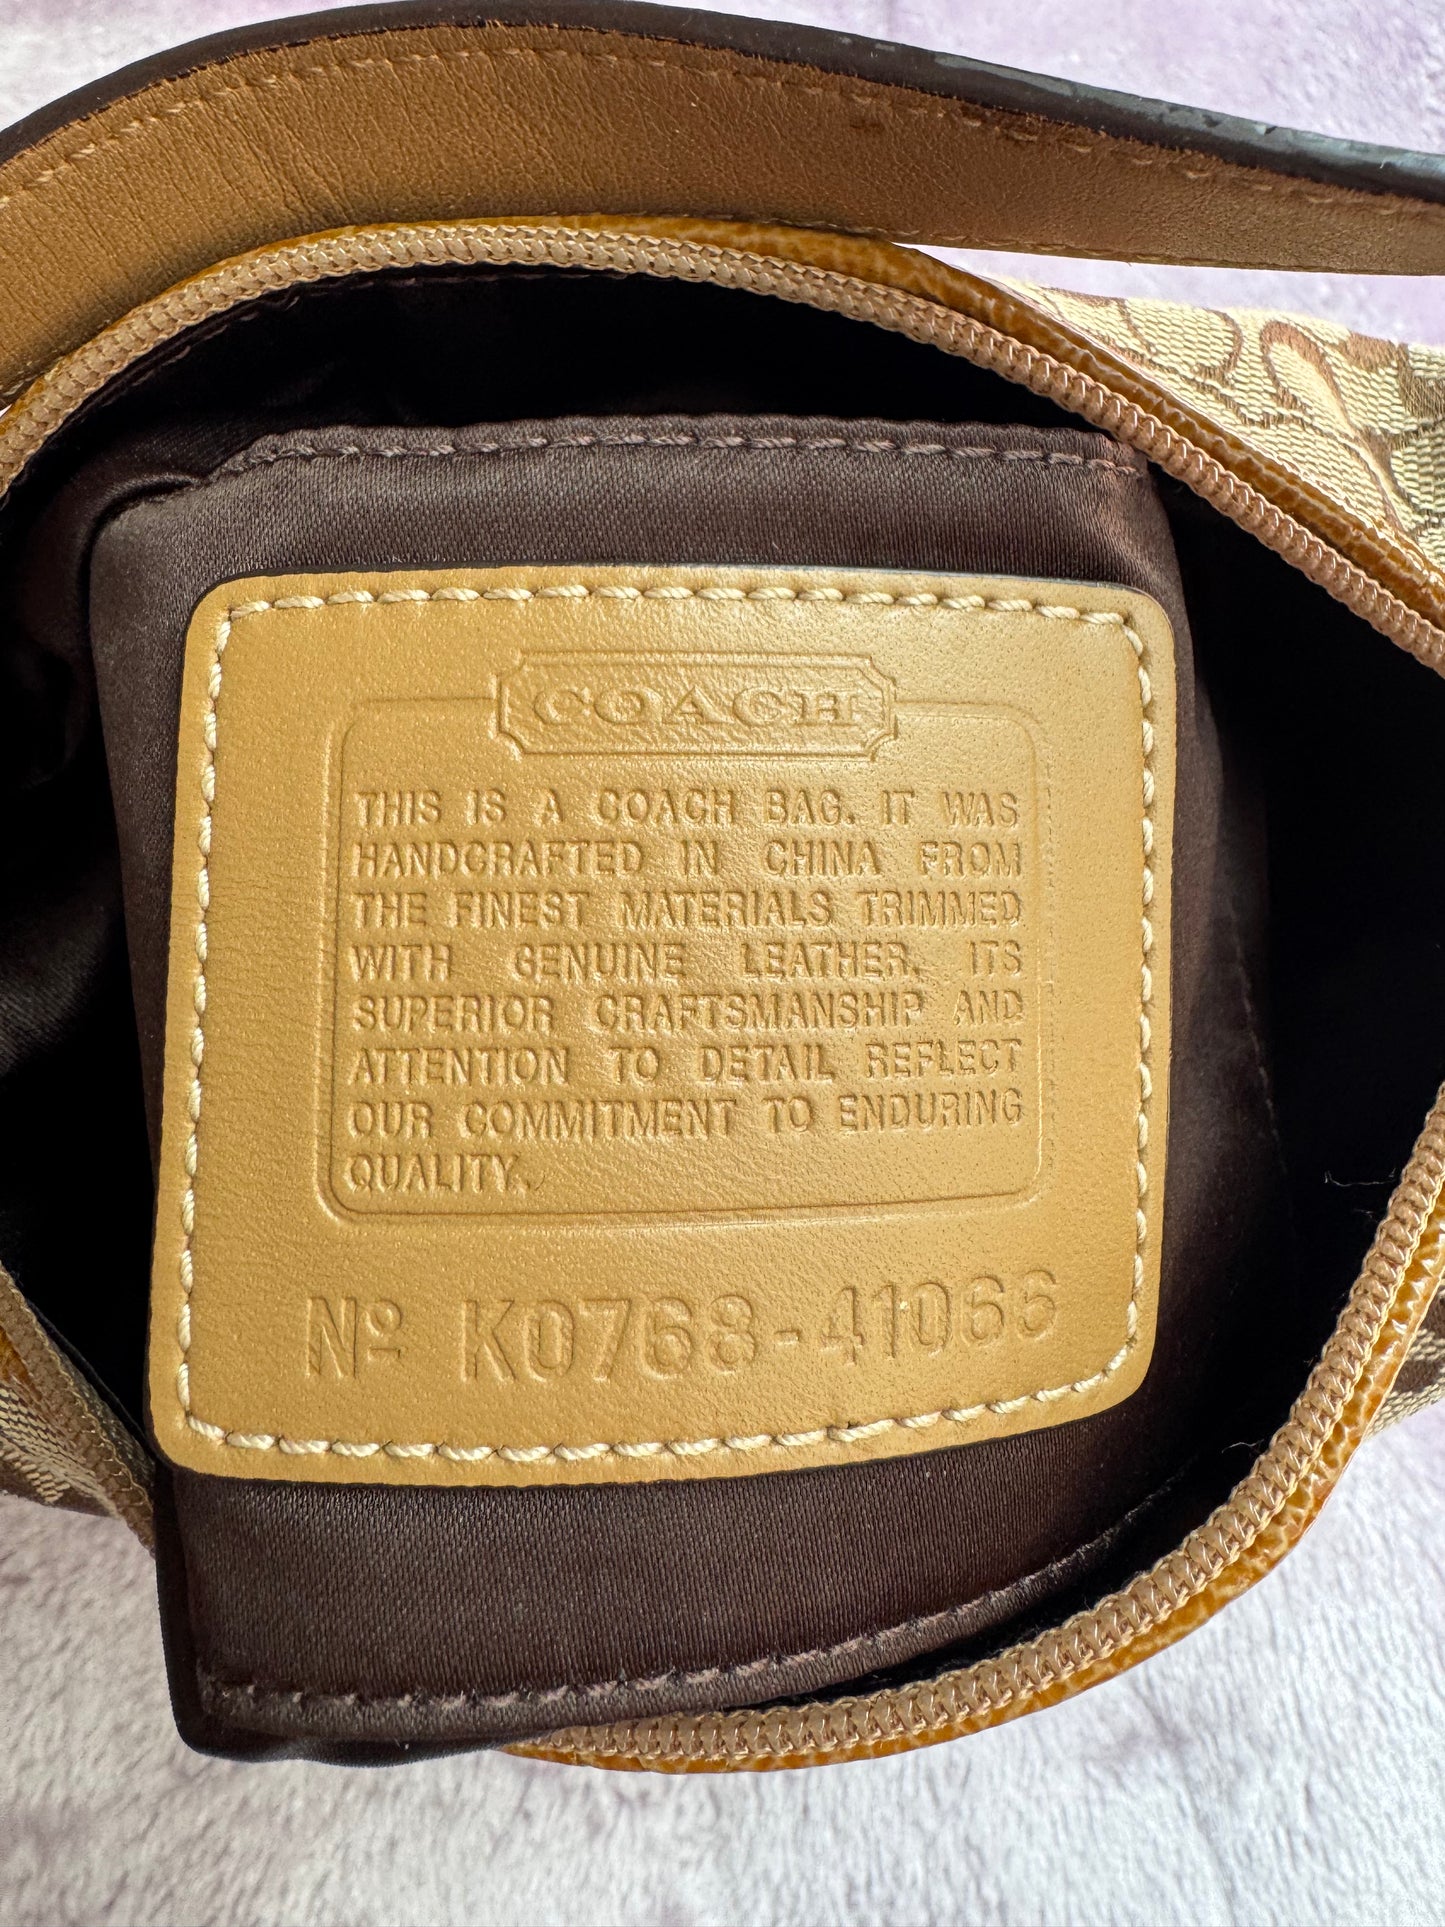 COACH
THIS IS A COACH BAG. IT WAS
HANDCRAFTED IN CHINA FROM
THE FINEST MATERIALS TRIMMED
WITH GENUINE LEATHER. ITS
SUPERIOR CRAFTSMANSHIP AND
ATTENTION TO DETAIL REFLECT
OUR COMMITMENT TO ENDURING
QUALITY.
Nº K0768-41066